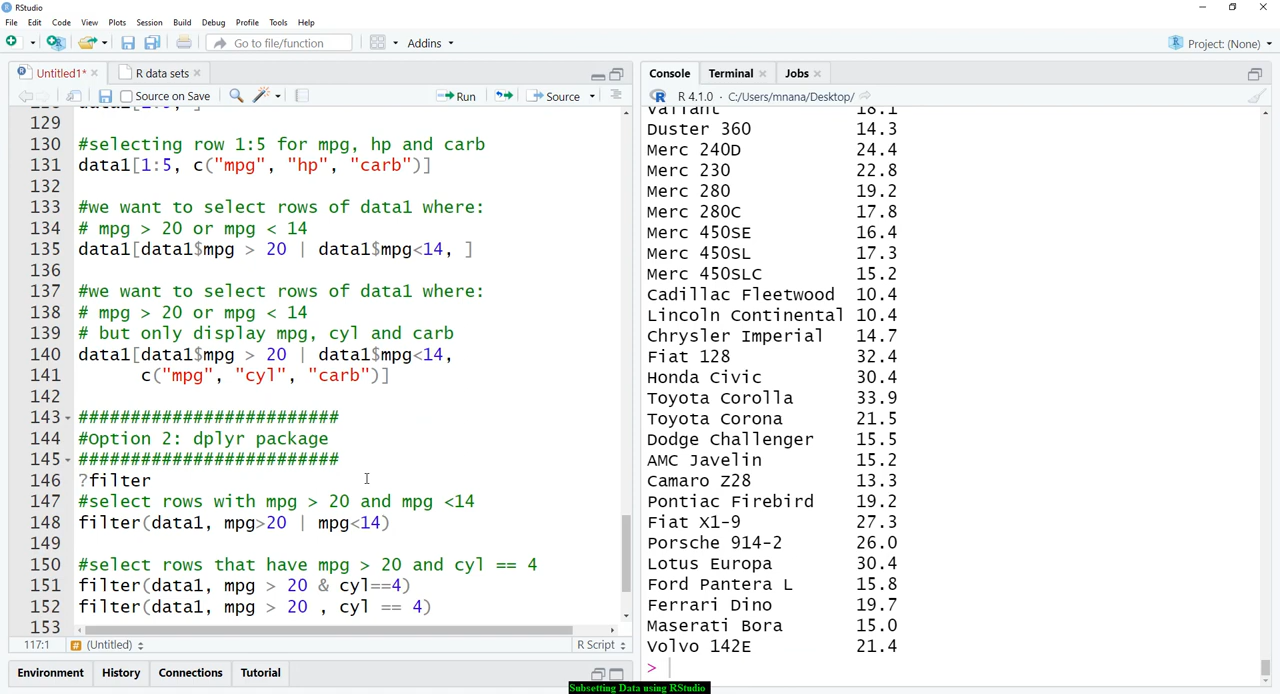 RStudio
File Edit Code View Plots Session Build Debug Profile Tools Help
Go to file/function Addins Project: (None)
Untitled1* R data sets
Source on Save Run Source
129
130 #selecting row 1:5 for mpg, hp and carb
131 data1[1:5, c("mpg", "hp", "carb")]
132
133 #we want to select rows of data1 where:
134 # mpg > 20 or mpg < 14
135 data1[data1$mpg > 20 | data1$mpg<14, ]
136
137 #we want to select rows of data1 where:
138 # mpg > 20 or mpg < 14
139 # but only display mpg, cyl and carb
140 data1[data1$mpg > 20 | data1$mpg<14,
141 c("mpg", "cyl", "carb")]
142
143 #########################
144 #Option 2: dplyr package
145 #########################
146 ?filter
147 #select rows with mpg > 20 and mpg <14
148 filter(data1, mpg>20 | mpg<14)
149
150 #select rows that have mpg > 20 and cyl == 4
151 filter(data1, mpg > 20 & cyl==4)
152 filter(data1, mpg > 20 , cyl == 4)
153
117:1 (Untitled) R Script
Environment History Connections Tutorial
Console Terminal Jobs
R 4.1.0 · C:/Users/mnana/Desktop/
Valiant 18.1
Duster 360 14.3
Merc 240D 24.4
Merc 230 22.8
Merc 280 19.2
Merc 280C 17.8
Merc 450SE 16.4
Merc 450SL 17.3
Merc 450SLC 15.2
Cadillac Fleetwood 10.4
Lincoln Continental 10.4
Chrysler Imperial 14.7
Fiat 128 32.4
Honda Civic 30.4
Toyota Corolla 33.9
Toyota Corona 21.5
Dodge Challenger 15.5
AMC Javelin 15.2
Camaro Z28 13.3
Pontiac Firebird 19.2
Fiat X1-9 27.3
Porsche 914-2 26.0
Lotus Europa 30.4
Ford Pantera L 15.8
Ferrari Dino 19.7
Maserati Bora 15.0
Volvo 142E 21.4
>
Subsetting Data using RStudio